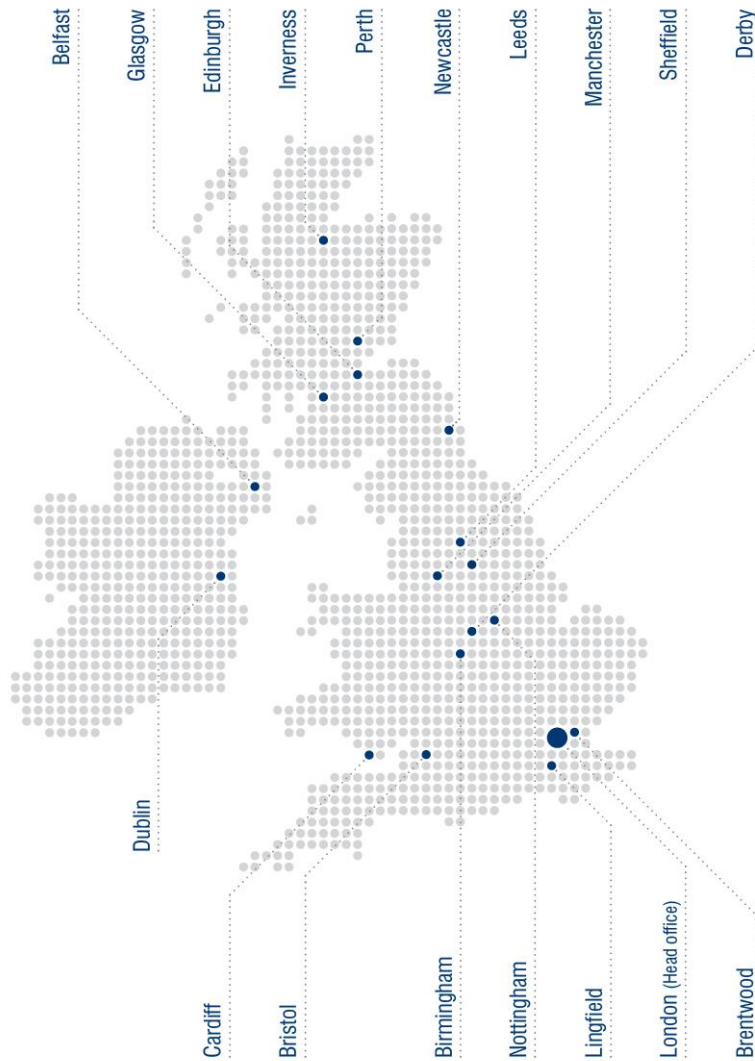 Belfast
Glasgow
Edinburgh
Inverness
Perth
Newcastle
Leeds
Manchester
Sheffield
Derby
Dublin
Cardiff
Bristol
Birmingham
Nottingham
Lingfield
London (Head office)
Brentwood